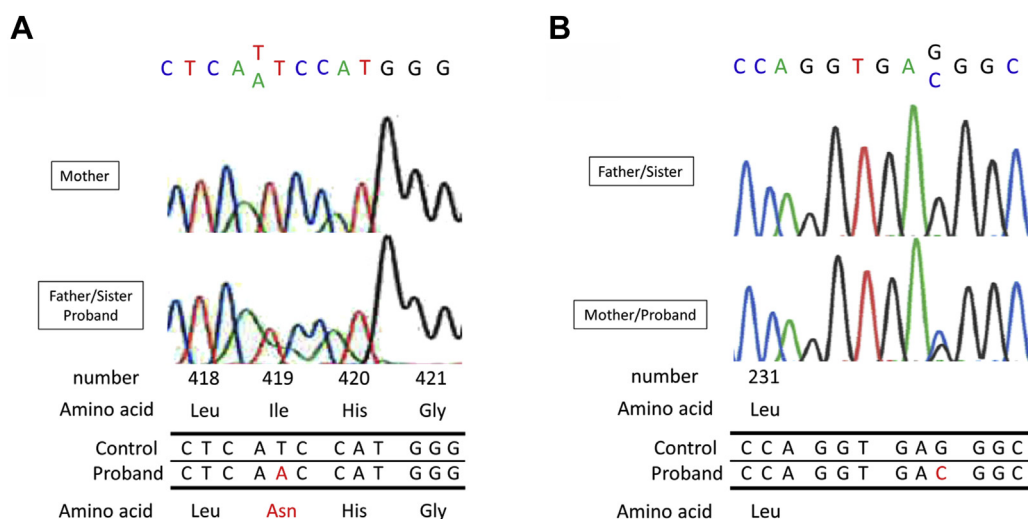 A
T
C T C A T C C A T G G G
A
Mother
Father/Sister
Proband
number 418 419 420 421
Amino acid Leu Ile His Gly
Control C T C A T C C A T G G G
Proband C T C A A C C A T G G G
Amino acid Leu Asn His Gly
B
G
C C A G G T G A G G C
C
Father/Sister
Mother/Proband
number 231
Amino acid Leu
Control C C A G G T G A G G G C
Proband C C A G G T G A C G G C
Amino acid Leu